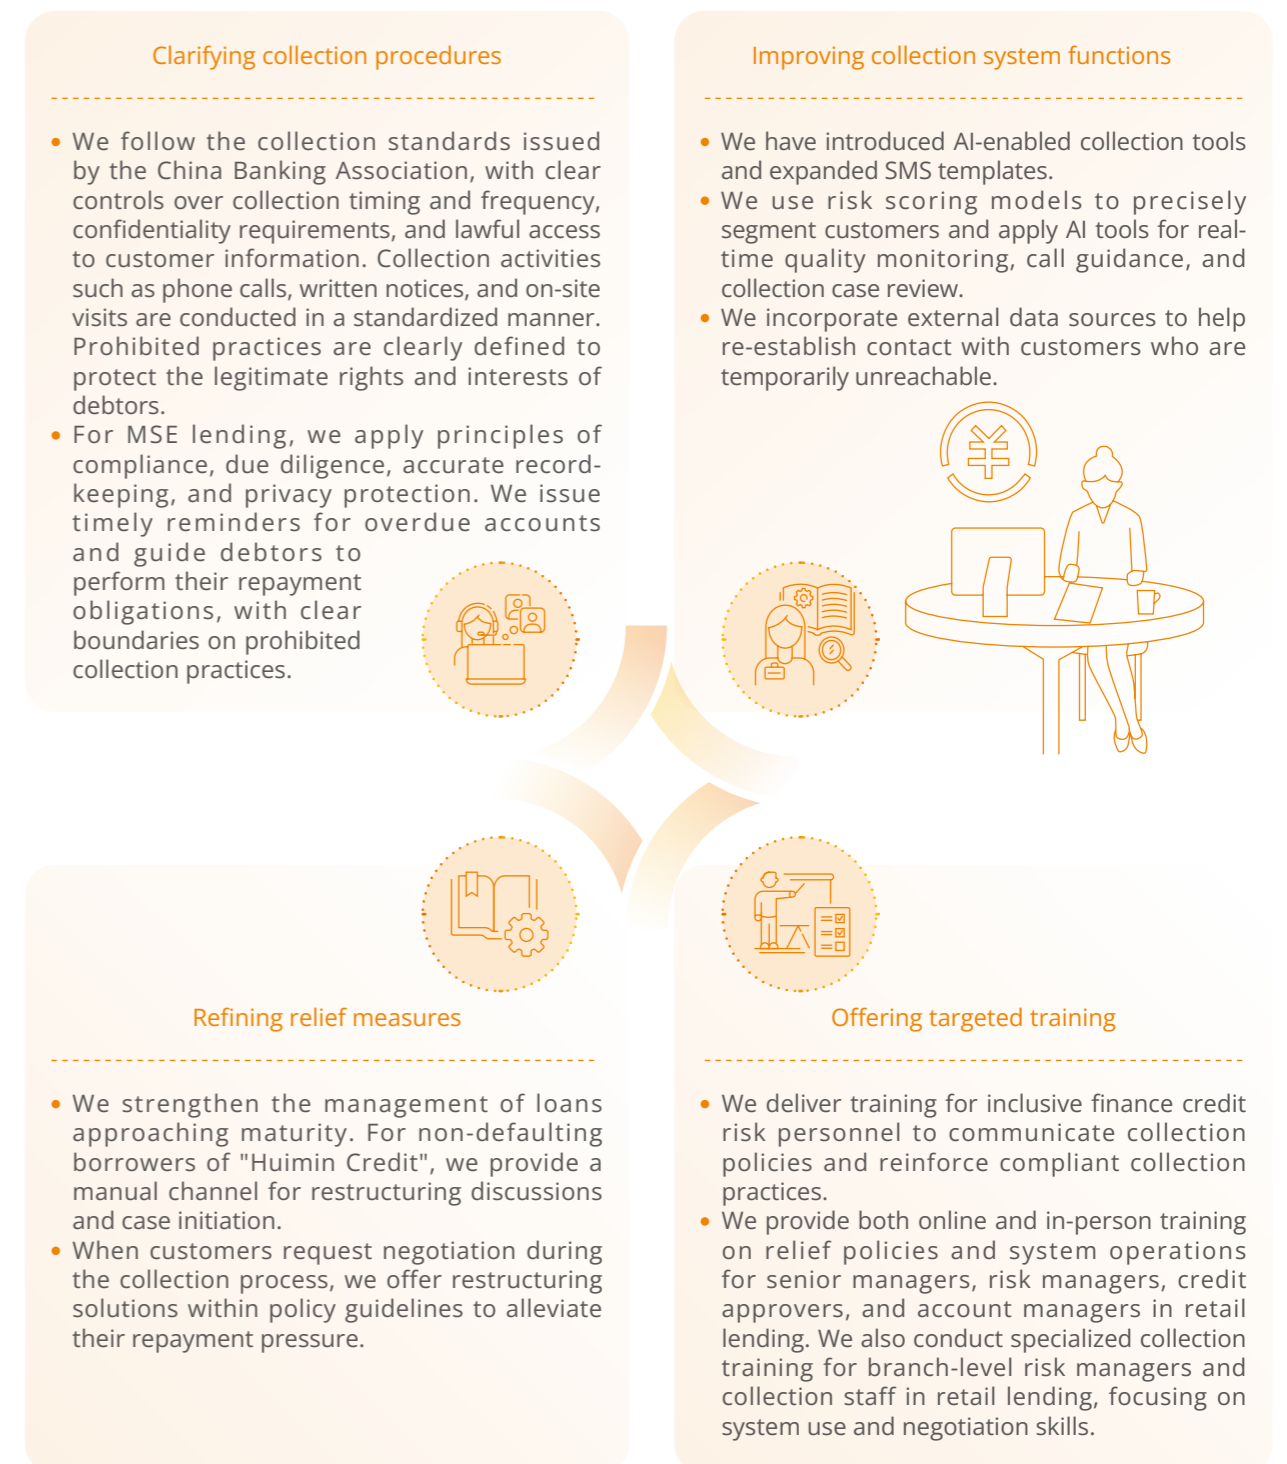 Clarifying collection procedures
• We follow the collection standards issued
by the China Banking Association, with clear
controls over collection timing and frequency,
confidentiality requirements, and lawful access
to customer information. Collection activities
such as phone calls, written notices, and on-site
visits are conducted in a standardized manner.
Prohibited practices are clearly defined to
protect the legitimate rights and interests of
debtors.
• For MSE lending, we apply principles of
compliance, due diligence, accurate record-
keeping, and privacy protection. We issue
timely reminders for overdue accounts
and guide debtors to
perform their repayment
obligations, with clear
boundaries on prohibited
collection practices.
Improving collection system functions
• We have introduced AI-enabled collection tools
and expanded SMS templates.
• We use risk scoring models to precisely
segment customers and apply AI tools for real-
time quality monitoring, call guidance, and
collection case review.
• We incorporate external data sources to help
re-establish contact with customers who are
temporarily unreachable.
¥
Refining relief measures
• We strengthen the management of loans
approaching maturity. For non-defaulting
borrowers of "Huimin Credit", we provide a
manual channel for restructuring discussions
and case initiation.
• When customers request negotiation during
the collection process, we offer restructuring
solutions within policy guidelines to alleviate
their repayment pressure.
Offering targeted training
• We deliver training for inclusive finance credit
risk personnel to communicate collection
policies and reinforce compliant collection
practices.
• We provide both online and in-person training
on relief policies and system operations
for senior managers, risk managers, credit
approvers, and account managers in retail
lending. We also conduct specialized collection
training for branch-level risk managers and
collection staff in retail lending, focusing on
system use and negotiation skills.